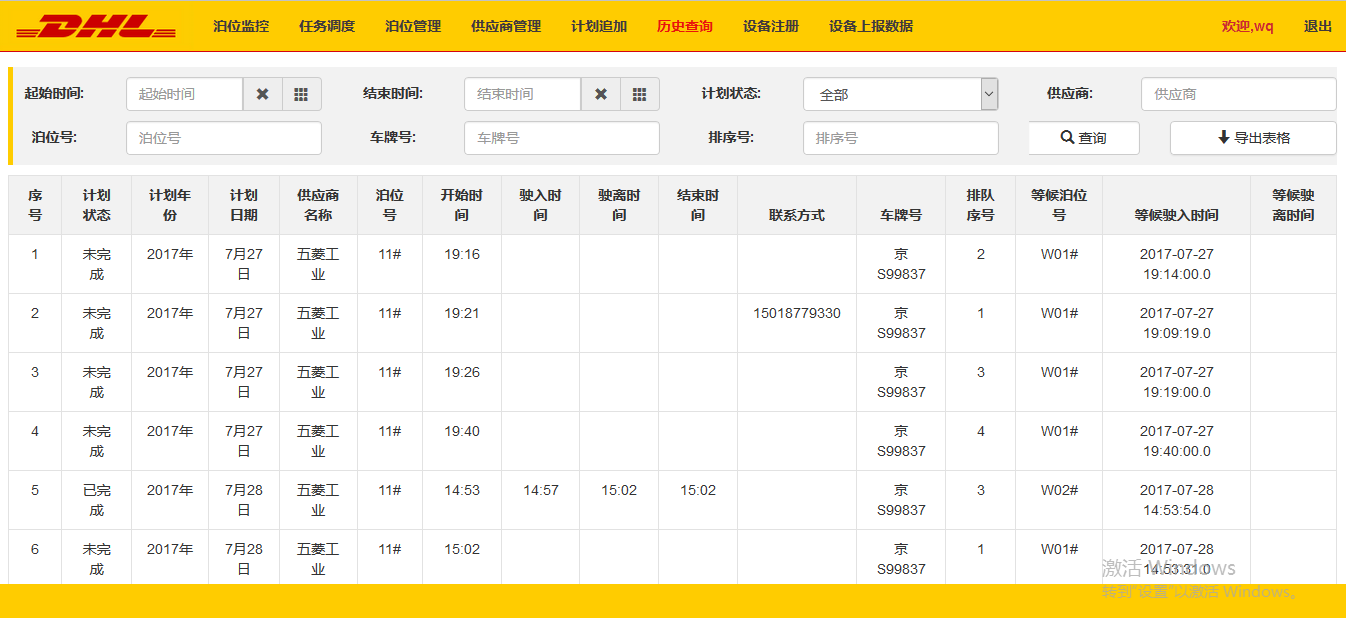 DHL 泊位监控 任务调度 泊位管理 供应商管理 计划追加 历史查询 设备注册 设备上报数据 欢迎,wq 退出
起始时间: 起始时间 结束时间: 结束时间 计划状态: 全部 供应商: 供应商
泊位号: 泊位号 车牌号: 车牌号 排序号: 排序号 查询 导出表格
序号 计划状态 计划年份 计划日期 供应商名称 泊位号 开始时间 驶入时间 驶离时间 结束时间 联系方式 车牌号 排队序号 等候泊位号 等候驶入时间 等候驶离时间
1 未完成 2017年 7月27日 五菱工业 11# 19:16 京S99837 2 W01# 2017-07-27 19:14:00.0
2 未完成 2017年 7月27日 五菱工业 11# 19:21 15018779330 京S99837 1 W01# 2017-07-27 19:09:19.0
3 未完成 2017年 7月27日 五菱工业 11# 19:26 京S99837 3 W01# 2017-07-27 19:19:00.0
4 未完成 2017年 7月27日 五菱工业 11# 19:40 京S99837 4 W01# 2017-07-27 19:40:00.0
5 已完成 2017年 7月28日 五菱工业 11# 14:53 14:57 15:02 15:02 京S99837 3 W02# 2017-07-28 14:53:54.0
6 未完成 2017年 7月28日 五菱工业 11# 15:02 京S99837 1 W01# 2017-07-28 14:53:31.0
激活 Windows
转到"设置"以激活 Windows。